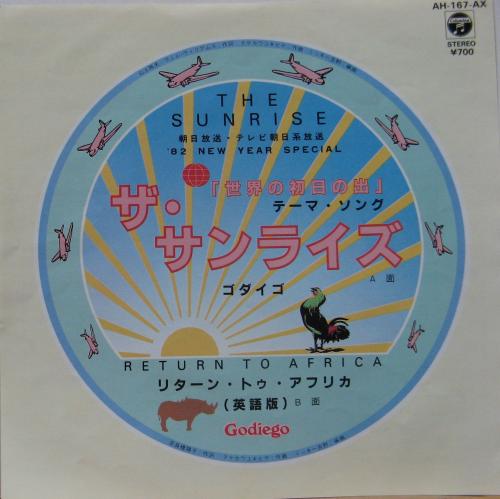 AH-167-AX
Columbia
STEREO
¥700
THE
SUNRISE
朝日放送・テレビ朝日系放送
'82 NEW YEAR SPECIAL
「世界の初日の出」
テーマ・ソング
ザ・
サンライズ
A面
ゴダイゴ
RETURN TO AFRICA
リターン・トゥ・アフリカ
(英語版) B面
Godiego